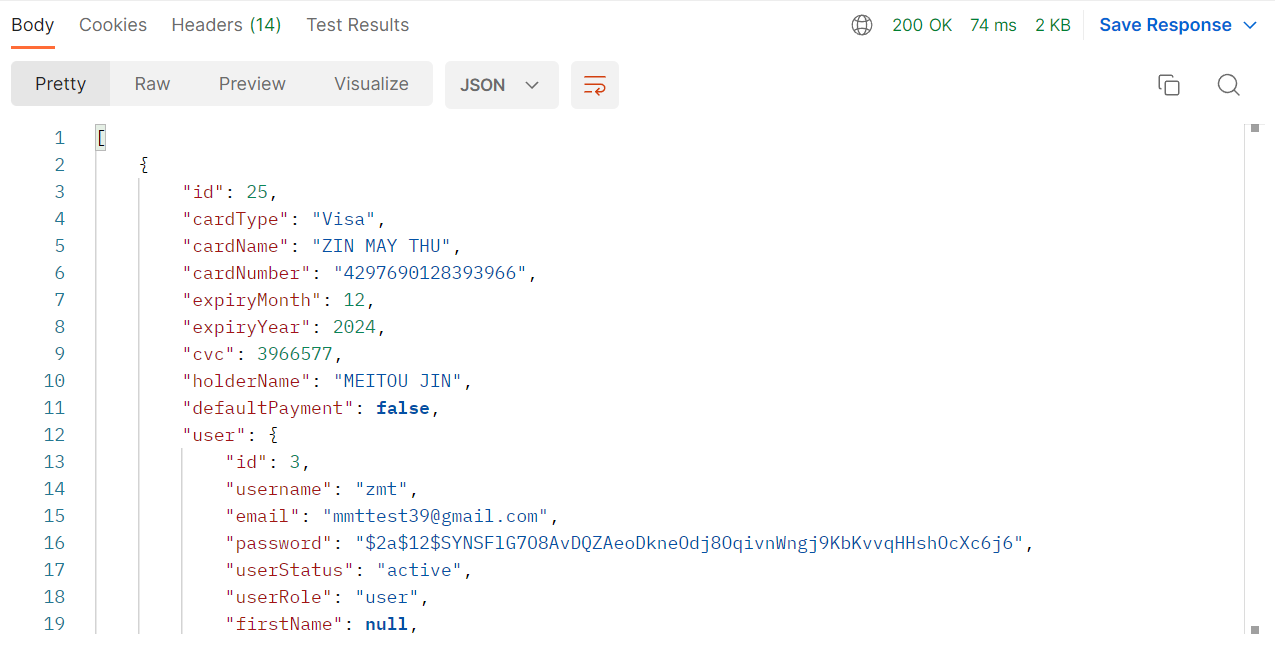 Body Cookies Headers (14) Test Results 200 OK 74 ms 2 KB Save Response
Pretty Raw Preview Visualize JSON
1 [
2 {
3 "id": 25,
4 "cardType": "Visa",
5 "cardName": "ZIN MAY THU",
6 "cardNumber": "4297690128393966",
7 "expiryMonth": 12,
8 "expiryYear": 2024,
9 "cvc": 3966577,
10 "holderName": "MEITOU JIN",
11 "defaultPayment": false,
12 "user": {
13 "id": 3,
14 "username": "zmt",
15 "email": "mmttest39@gmail.com",
16 "password": "$2a$12$SYNSFlG7O8AvDQZAeoDkneOdj8OqivnWngj9KbKvvqHHshOcXc6j6",
17 "userStatus": "active",
18 "userRole": "user",
19 "firstName": null,